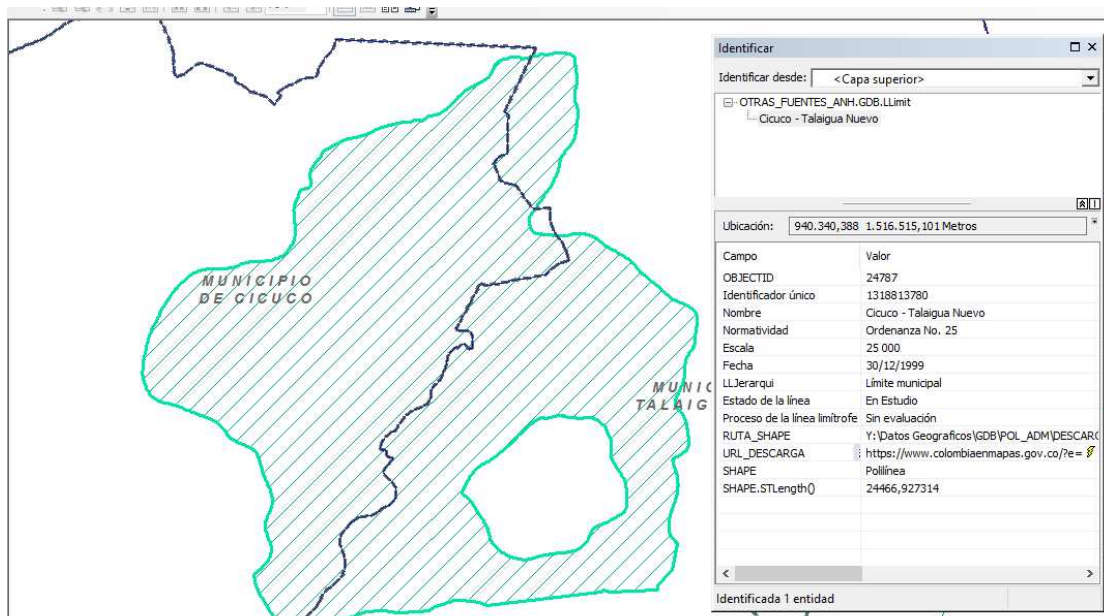 Identificar
Identificar desde: <Capa superior>
OTRAS_FUENTES_ANH.GDB.LLimit
Cicuco - Talaigua Nuevo
Ubicación: 940.340,388 1.516.515,101 Metros
Campo Valor
OBJECTID 24787
Identificador único 1318813780
Nombre Cicuco - Talaigua Nuevo
Normatividad Ordenanza No. 25
Escala 25 000
Fecha 30/12/1999
LLJerarqui Límite municipal
Estado de la línea En Estudio
Proceso de la línea limítrofe Sin evaluación
RUTA_SHAPE Y:\Datos Geograficos\GDB\POL_ADM\DESCARG
URL_DESCARGA https://www.colombiaenmapas.gov.co/?e=
SHAPE Polilínea
SHAPE.STLength() 24466,927314
Identificada 1 entidad
MUNICIPIO
DE CICUCO
MUNIC
TALAIG